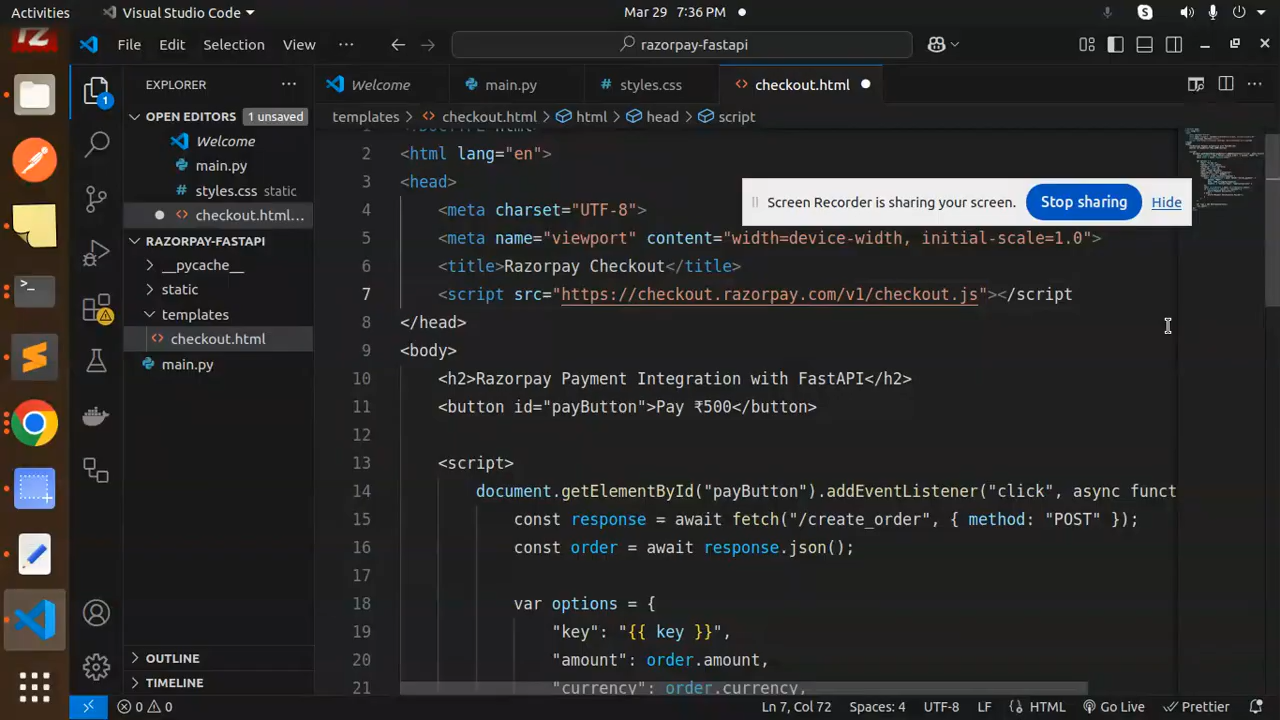 Activities
Visual Studio Code
Mar 29 7:36 PM
File Edit Selection View ...
razorpay-fastapi
EXPLORER
Welcome
main.py
styles.css
checkout.html
OPEN EDITORS
1 unsaved
templates > checkout.html > html > head > script
Welcome
main.py
styles.css static
checkout.html...
RAZORPAY-FASTAPI
__pycache__
static
templates
checkout.html
main.py
OUTLINE
TIMELINE
1
2 <html lang="en">
3 <head>
4 <meta charset="UTF-8">
5 <meta name="viewport" content="width=device-width, initial-scale=1.0">
6 <title>Razorpay Checkout</title>
7 <script src="https://checkout.razorpay.com/v1/checkout.js"></script
8 </head>
9 <body>
10 <h2>Razorpay Payment Integration with FastAPI</h2>
11 <button id="payButton">Pay ₹500</button>
12
13 <script>
14 document.getElementById("payButton").addEventListener("click", async funct
15 const response = await fetch("/create_order", { method: "POST" });
16 const order = await response.json();
17
18 var options = {
19 "key": "{{ key }}",
20 "amount": order.amount,
21 "currency": order.currency,
Screen Recorder is sharing your screen.
Stop sharing
Hide
0 0
Ln 7, Col 72
Spaces: 4
UTF-8
LF
HTML
Go Live
Prettier